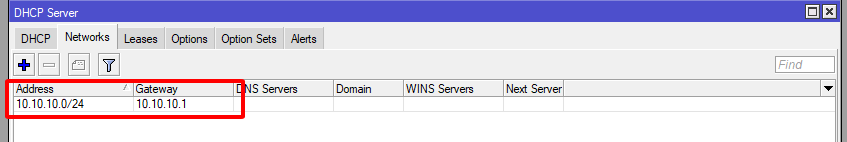 DHCP Server
DHCP Networks Leases Options Option Sets Alerts
Find
Address Gateway DNS Servers Domain WINS Servers Next Server
10.10.10.0/24 10.10.10.1